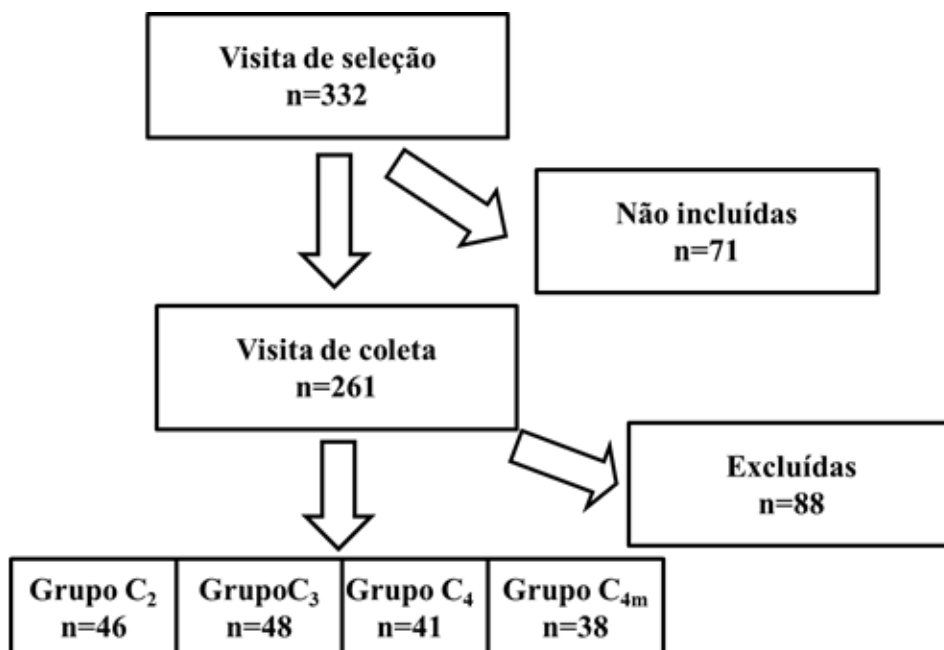 Visita de seleção
n=332
Não incluídas
n=71
Visita de coleta
n=261
Excluídas
n=88
Grupo C₂
n=46
GrupoC₃
n=48
Grupo C₄
n=41
Grupo C₄ₘ
n=38